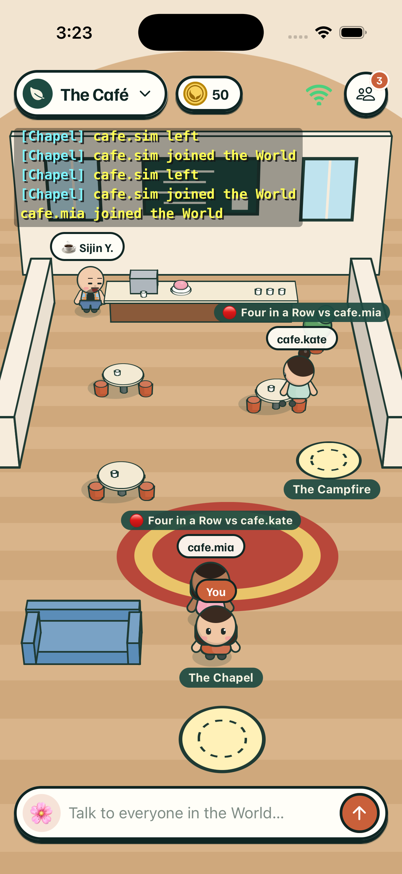 3:23
The Café
50
3
[Chapel] cafe.sim left
[Chapel] cafe.sim joined the World
[Chapel] cafe.sim left
[Chapel] cafe.sim joined the World
cafe.mia joined the World
☕ Sijin Y.
🔴 Four in a Row vs cafe.mia
cafe.kate
The Campfire
🔴 Four in a Row vs cafe.kate
cafe.mia
You
The Chapel
Talk to everyone in the World...